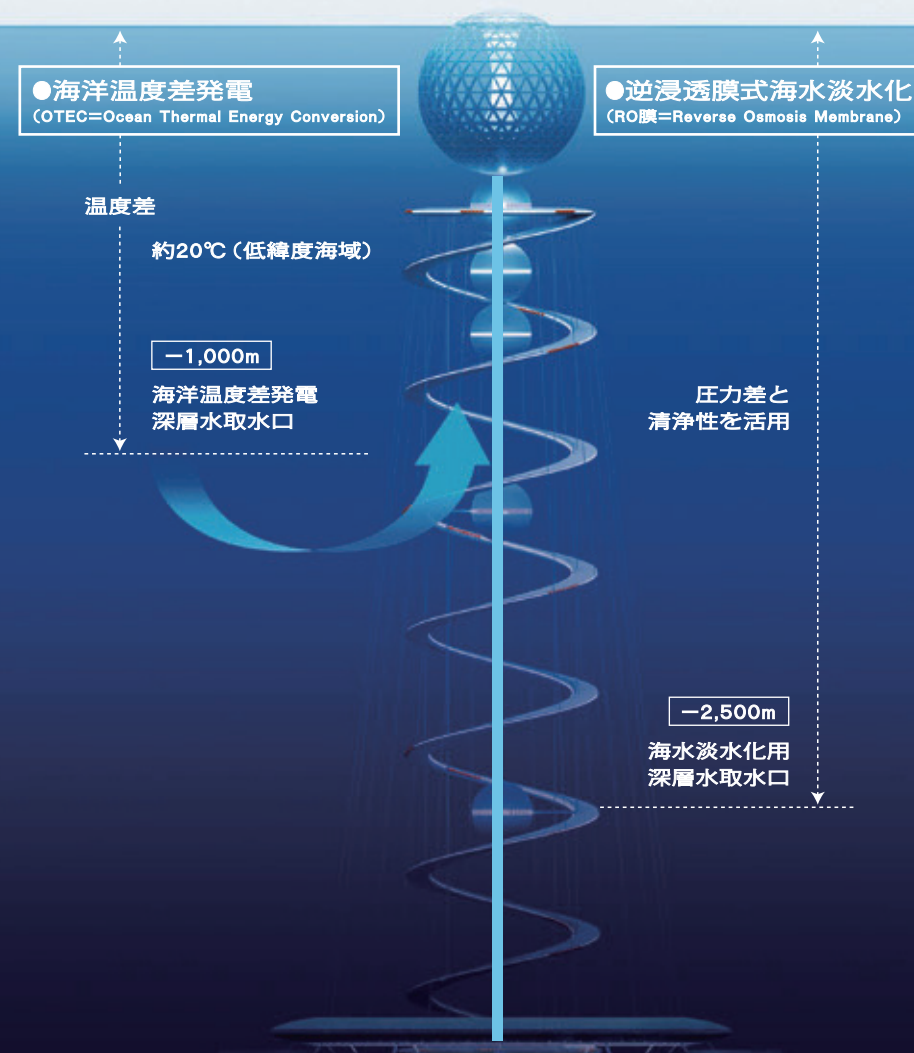 ●海洋温度差発電
（OTEC＝Ocean Thermal Energy Conversion）
温度差
約20℃（低緯度海域）
－1,000m
海洋温度差発電
深層水取水口
●逆浸透膜式海水淡水化
（RO膜＝Reverse Osmosis Membrane）
圧力差と
清浄性を活用
－2,500m
海水淡水化用
深層水取水口